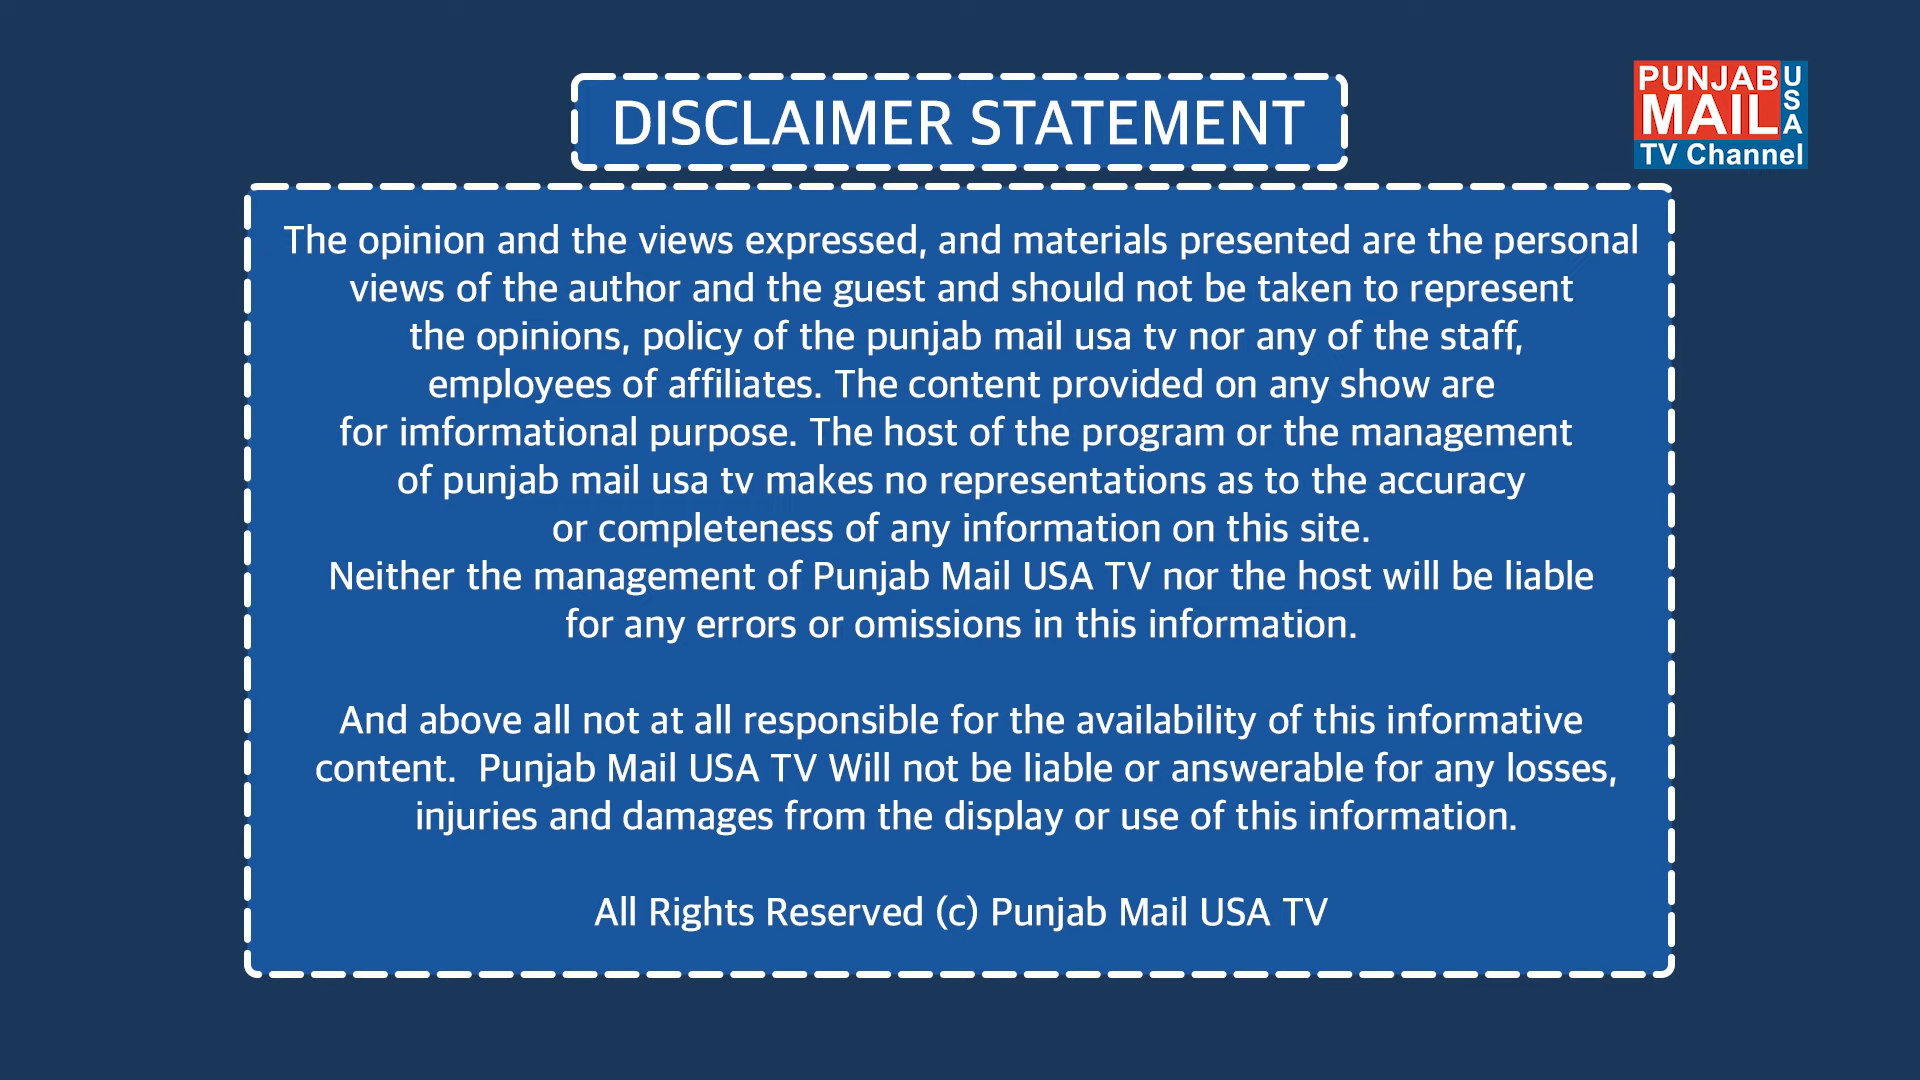 DISCLAIMER STATEMENT
PUNJAB
MAIL
USA
TV Channel
The opinion and the views expressed, and materials presented are the personal
views of the author and the guest and should not be taken to represent
the opinions, policy of the punjab mail usa tv nor any of the staff,
employees of affiliates. The content provided on any show are
for imformational purpose. The host of the program or the management
of punjab mail usa tv makes no representations as to the accuracy
or completeness of any information on this site.
Neither the management of Punjab Mail USA TV nor the host will be liable
for any errors or omissions in this information.
And above all not at all responsible for the availability of this informative
content.  Punjab Mail USA TV Will not be liable or answerable for any losses,
injuries and damages from the display or use of this information.
All Rights Reserved (c) Punjab Mail USA TV